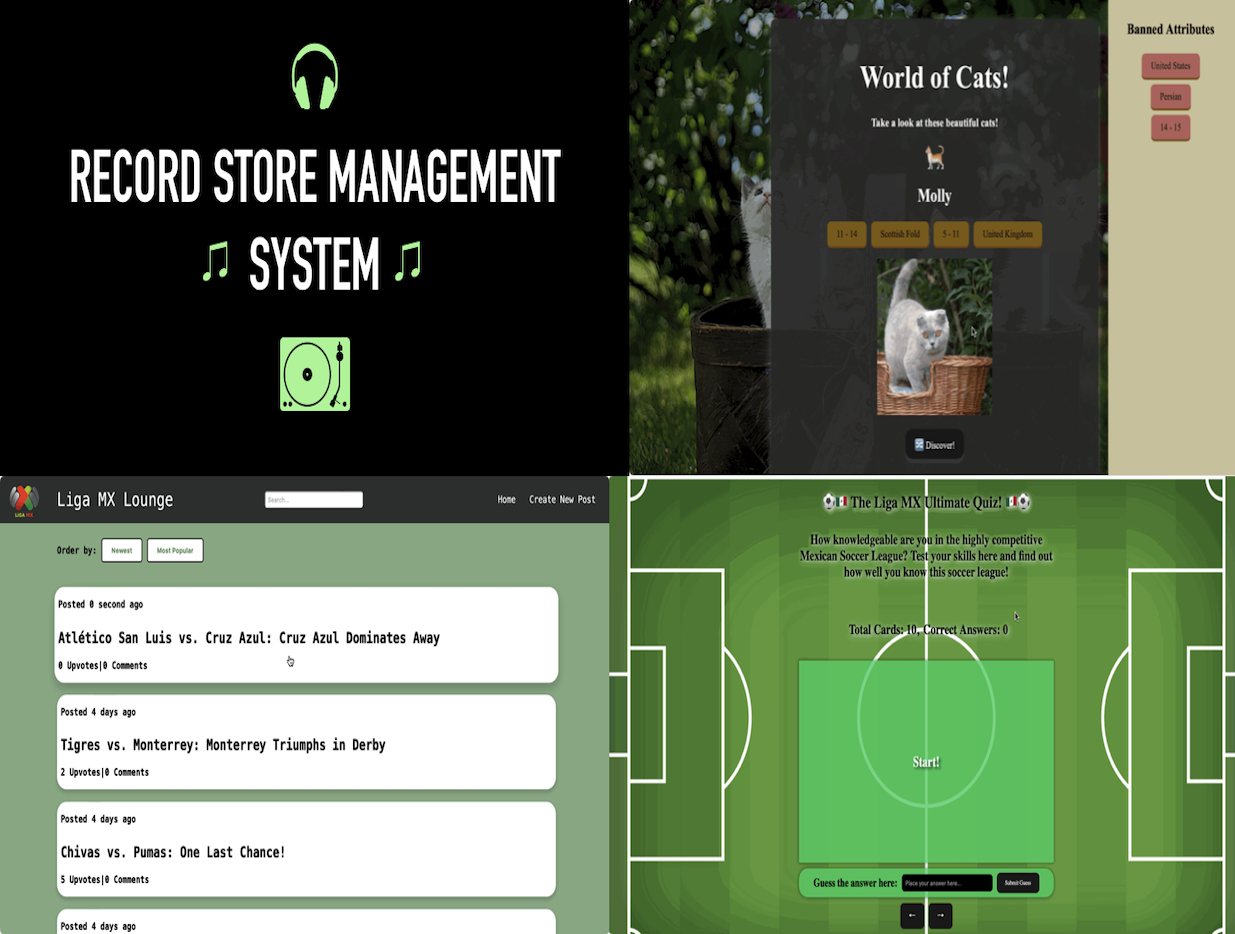 RECORD STORE MANAGEMENT
SYSTEM
World of Cats!
Take a look at these beautiful cats!
Molly
11 - 14
Scottish Fold
5 - 11
United Kingdom
Discover!
Banned Attributes
United States
Persian
14 - 15
LIGA MX
Liga MX Lounge
Search...
Home
Create New Post
Order by:
Newest
Most Popular
Posted 0 second ago
Atlético San Luis vs. Cruz Azul: Cruz Azul Dominates Away
0 Upvotes|0 Comments
Posted 4 days ago
Tigres vs. Monterrey: Monterrey Triumphs in Derby
2 Upvotes|0 Comments
Posted 4 days ago
Chivas vs. Pumas: One Last Chance!
5 Upvotes|0 Comments
Posted 4 days ago
The Liga MX Ultimate Quiz!
How knowledgeable are you in the highly competitive
Mexican Soccer League? Test your skills here and find out
how well you know this soccer league!
Total Cards: 10, Correct Answers: 0
Start!
Guess the answer here:
Place your answer here...
Submit Guess
← →